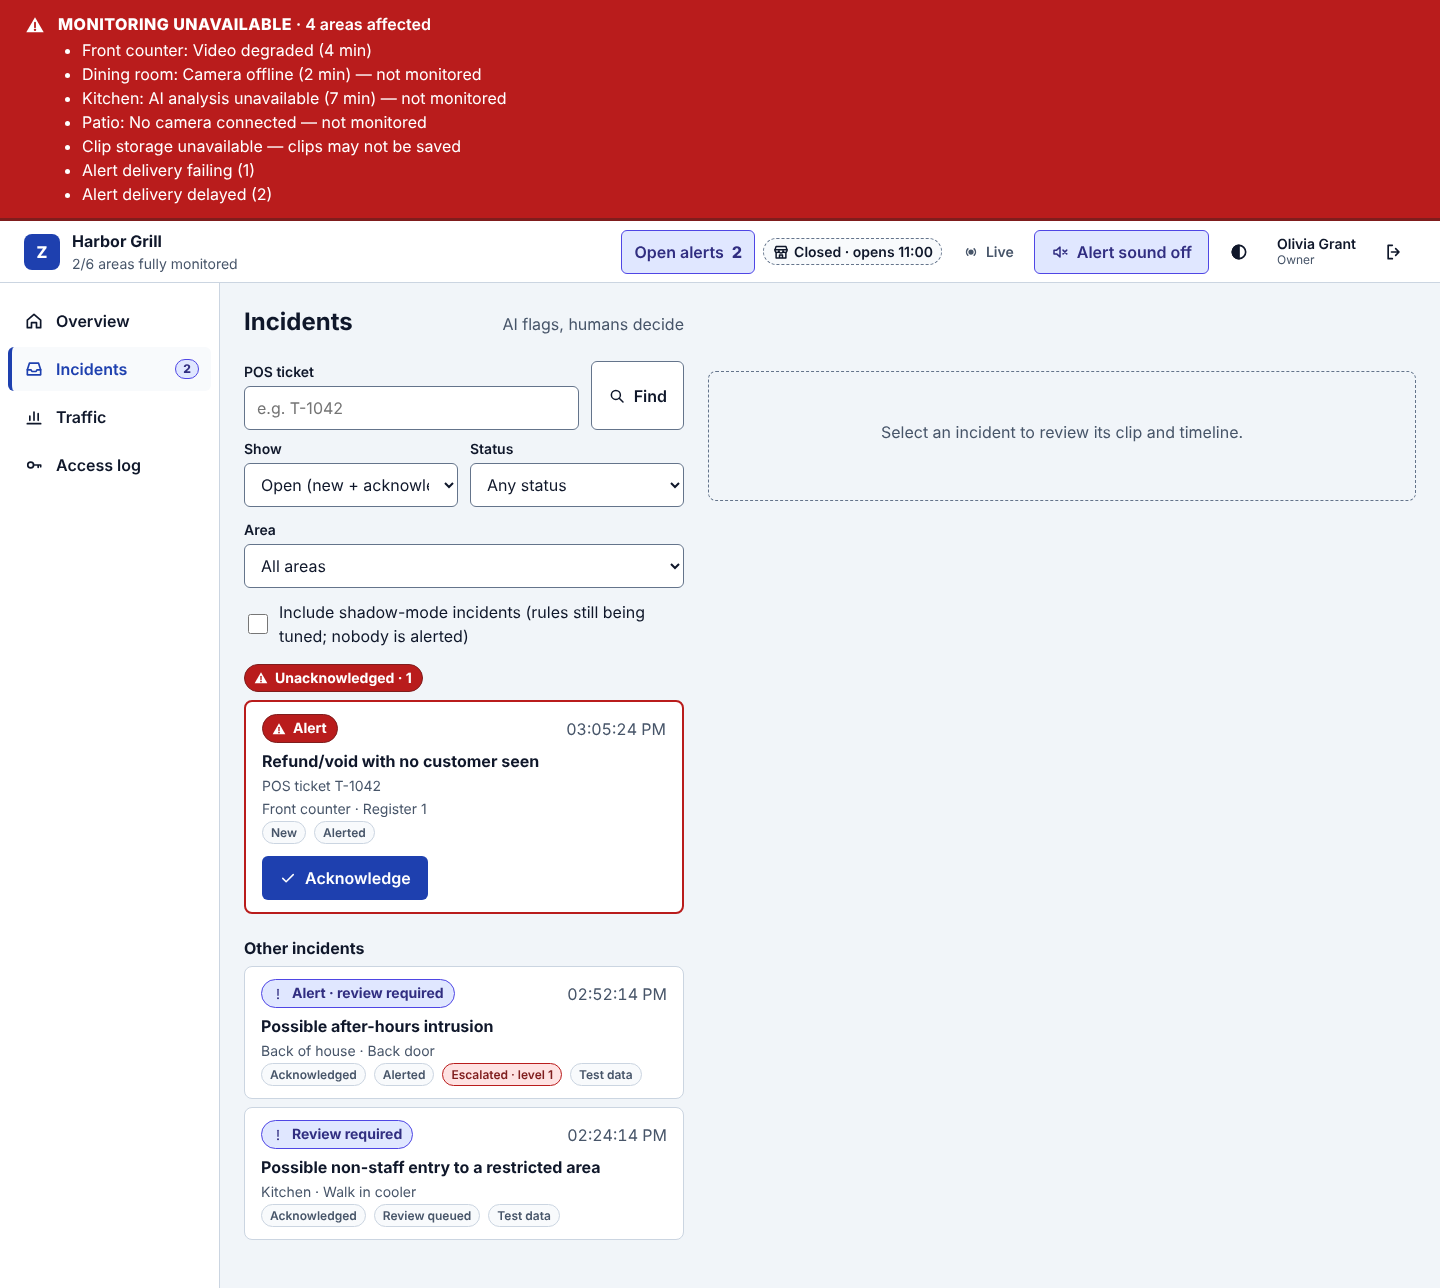 MONITORING UNAVAILABLE · 4 areas affected
Front counter: Video degraded (4 min)
Dining room: Camera offline (2 min) — not monitored
Kitchen: AI analysis unavailable (7 min) — not monitored
Patio: No camera connected — not monitored
Clip storage unavailable — clips may not be saved
Alert delivery failing (1)
Alert delivery delayed (2)
Z
Harbor Grill
2/6 areas fully monitored
Open alerts 2
Closed · opens 11:00
Live
Alert sound off
Olivia Grant
Owner
Overview
Incidents 2
Traffic
Access log
Incidents
AI flags, humans decide
POS ticket
e.g. T-1042
Find
Show
Status
Open (new + acknowle
Any status
Area
All areas
Include shadow-mode incidents (rules still being
tuned; nobody is alerted)
Unacknowledged · 1
Alert
03:05:24 PM
Refund/void with no customer seen
POS ticket T-1042
Front counter · Register 1
New Alerted
Acknowledge
Other incidents
! Alert · review required
02:52:14 PM
Possible after-hours intrusion
Back of house · Back door
Acknowledged Alerted Escalated · level 1 Test data
! Review required
02:24:14 PM
Possible non-staff entry to a restricted area
Kitchen · Walk in cooler
Acknowledged Review queued Test data
Select an incident to review its clip and timeline.